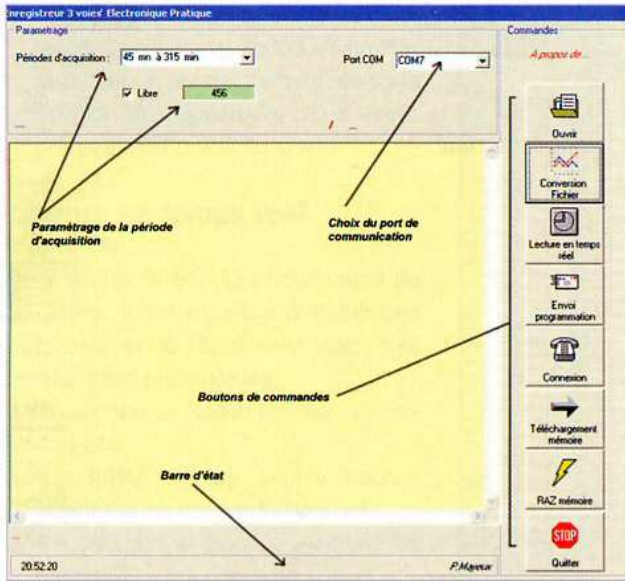 Enregistreur 3 voies' Electronique Pratique
Paramétrage
Commandes
Périodes d'acquisition :
45 mn à 315 min
Port COM
COM7
A propos de...
Libre
456
Ouvrir
Conversion
Fichier
Paramétrage de la période
d'acquisition
Choix du port de
communication
Lecture en temps
réel
Envoi
programmation
Connexion
Boutons de commandes
Téléchargement
mémoire
Barre d'état
RAZ mémoire
STOP
Quitter
20:52:20
P.Mayeux